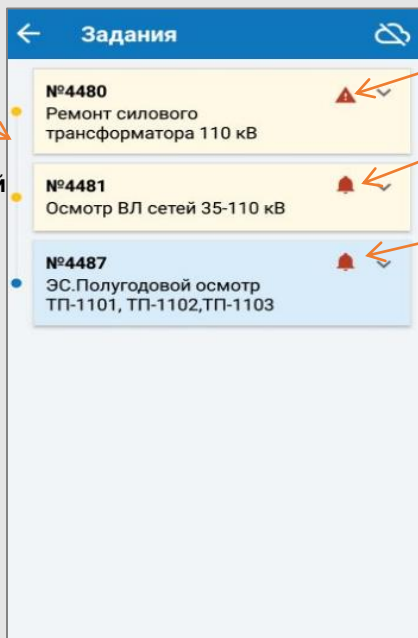 Задания
№4480
Ремонт силового
трансформатора 110 кВ
й
№4481
Осмотр ВЛ сетей 35-110 кВ
№4487
ЭС.Полугодовой осмотр
ТП-1101, ТП-1102,ТП-1103